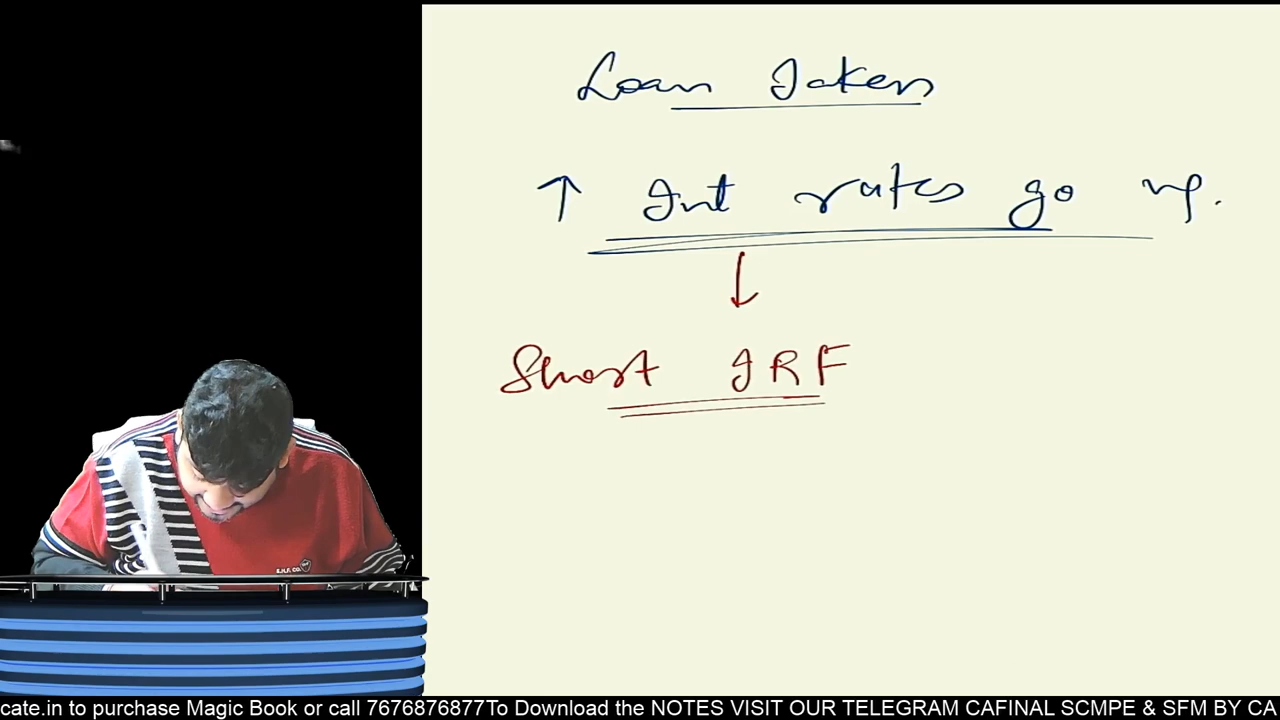 Loan Taken
↑ Int rates go up.
↓
Short IRF
S.N.F. CO.
cate.in to purchase Magic Book or call 7676876877To Download the NOTES VISIT OUR TELEGRAM CAFINAL SCMPE & SFM BY CA